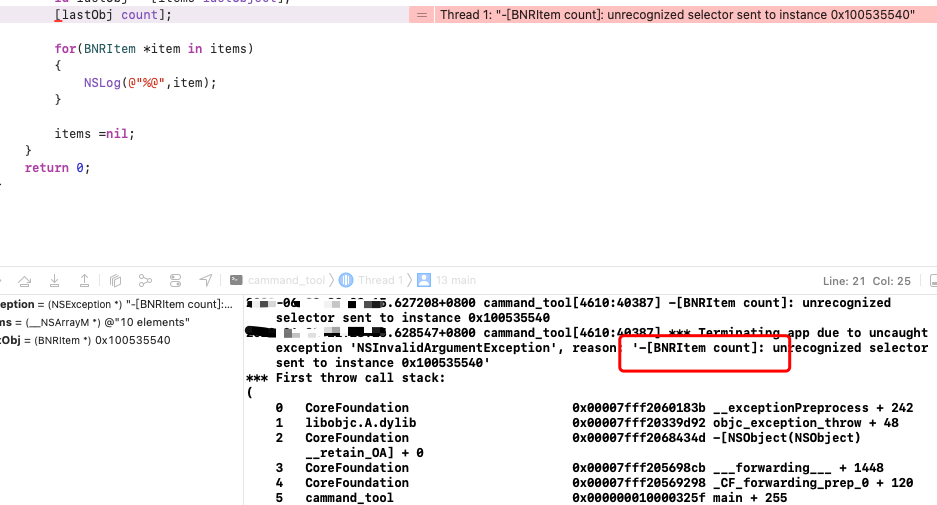 [lastObj count];
Thread 1: "-[BNRItem count]: unrecognized selector sent to instance 0x100535540"
for(BNRItem *item in items)
{
NSLog(@"%@",item);
}
items =nil;
}
return 0;
cammand_tool
Thread 1
13 main
Line: 21 Col: 25
eption = (NSException *) "-[BNRItem count]:...
ms = (__NSArrayM *) @"10 elements"
tObj = (BNRItem *) 0x100535540
.627208+0800 cammand_tool[4610:40387] -[BNRItem count]: unrecognized
selector sent to instance 0x100535540
.628547+0800 cammand_tool[4610:40387] *** Terminating app due to uncaught
exception 'NSInvalidArgumentException', reason: '-[BNRItem count]: unrecognized selector
sent to instance 0x100535540'
*** First throw call stack:
(
0 CoreFoundation 0x00007fff2060183b __exceptionPreprocess + 242
1 libobjc.A.dylib 0x00007fff20339d92 objc_exception_throw + 48
2 CoreFoundation 0x00007fff2068434d -[NSObject(NSObject)
__retain_OA] + 0
3 CoreFoundation 0x00007fff205698cb ___forwarding___ + 1448
4 CoreFoundation 0x00007fff20569298 _CF_forwarding_prep_0 + 120
5 cammand_tool 0x000000010000325f main + 255